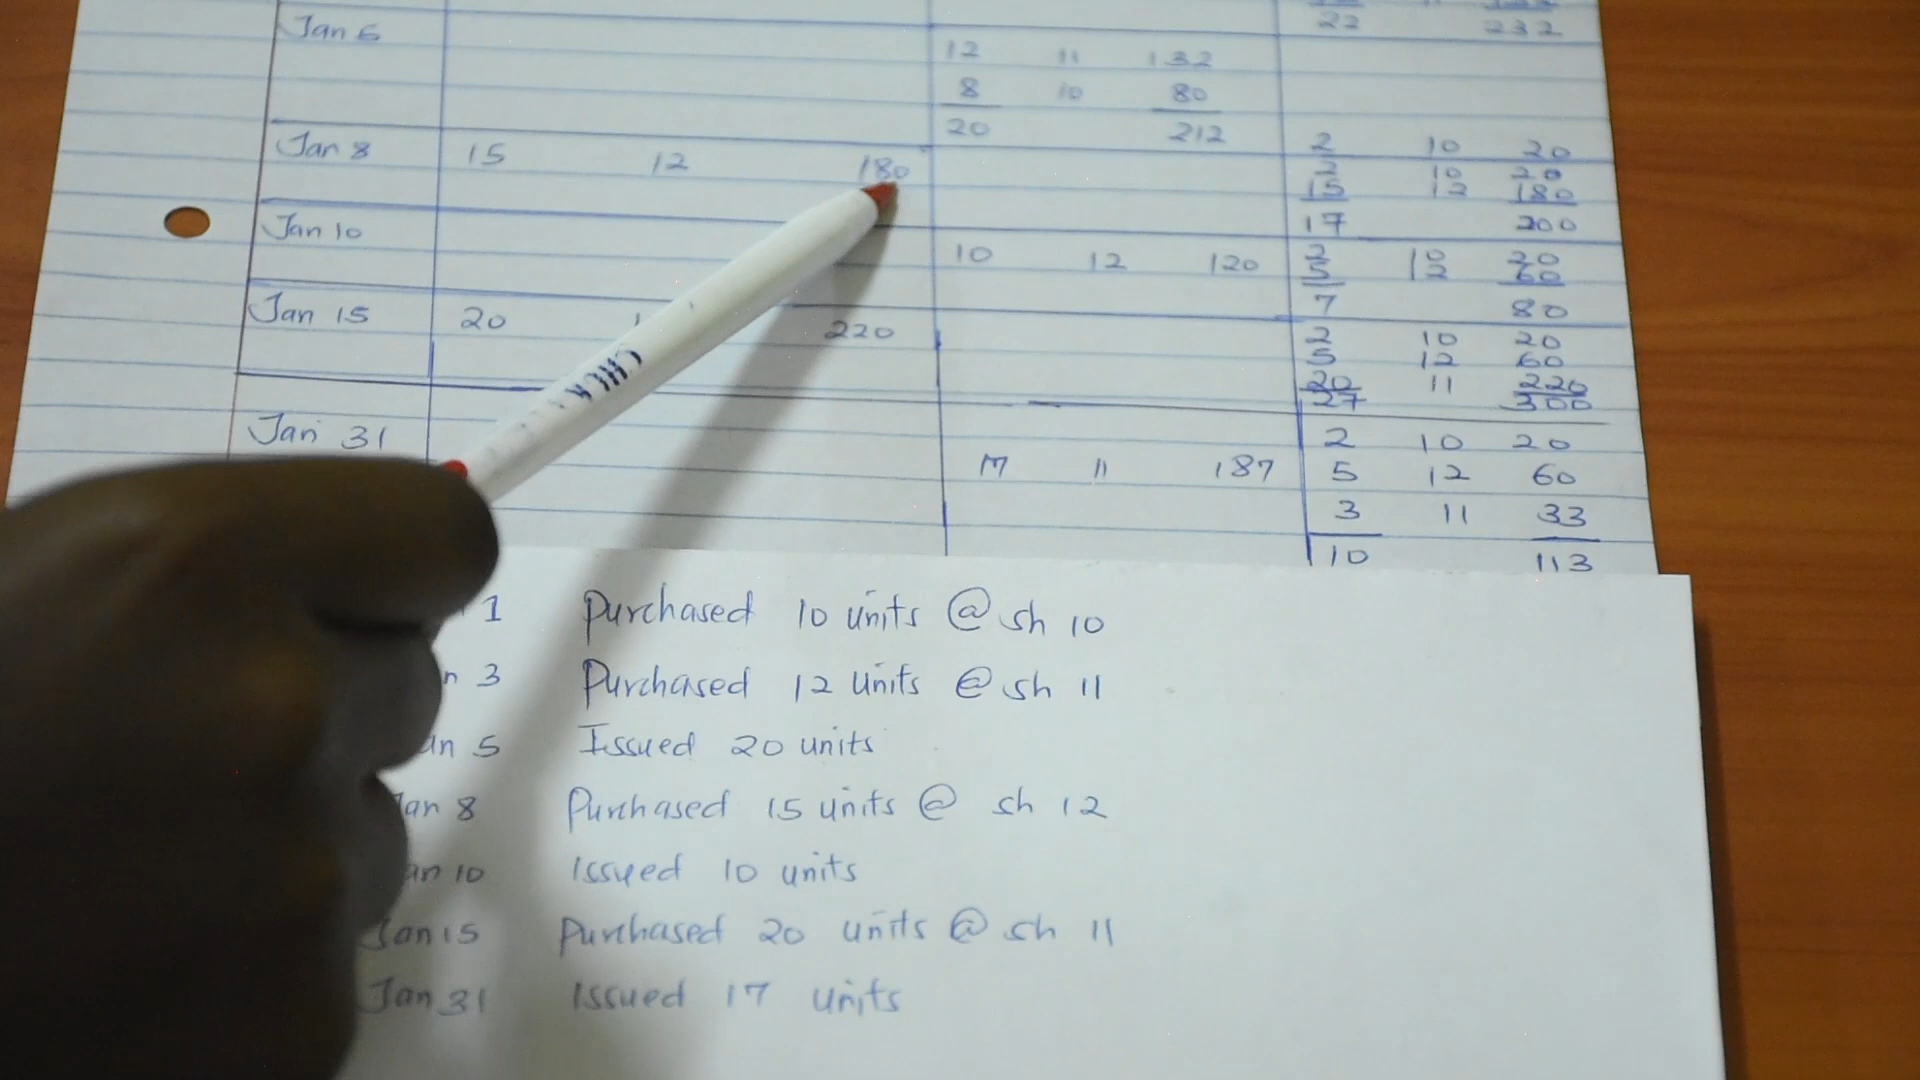 22 232
Jan 6
12 11 132
8 10 80
20 212 2 10 20
Jan 8 15 12 180 2 10 20
15 12 180
17 200
Jan 10 10 12 120 2 10 20
5 12 60
7 80
Jan 15 20 220 2 10 20
5 12 60
20 11 220
27 300
Jan 31 2 10 20
17 11 187 5 12 60
3 11 33
10 113
1 Purchased 10 units @ sh 10
n 3 Purchased 12 units @ sh 11
an 5 Issued 20 units
Jan 8 Purchased 15 units @ sh 12
an 10 Issued 10 units
Jan 15 Purchased 20 units @ sh 11
Jan 31 Issued 17 units